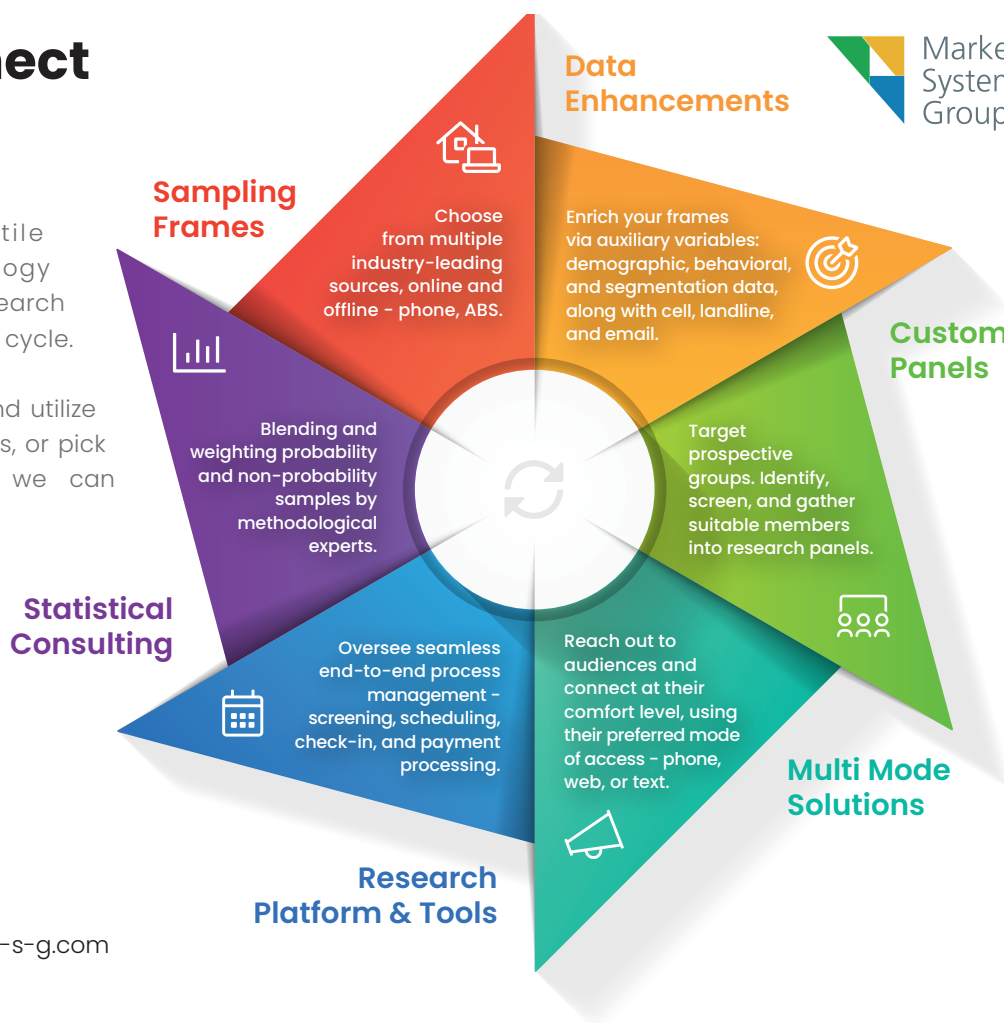 nect
Marke
System
Group
Data
Enhancements
Sampling
Frames
Choose
from multiple
industry-leading
sources, online and
offline - phone, ABS.
Enrich your frames
via auxiliary variables:
demographic, behavioral,
and segmentation data,
along with cell, landline,
and email.
tile
ogy
earch
cycle.
nd utilize
s, or pick
we can
Custom
Panels
Target
prospective
groups. Identify,
screen, and gather
suitable members
into research panels.
Blending and
weighting probability
and non-probability
samples by
methodological
experts.
Statistical
Consulting
Oversee seamless
end-to-end process
management -
screening, scheduling,
check-in, and payment
processing.
Reach out to
audiences and
connect at their
comfort level, using
their preferred mode
of access - phone,
web, or text.
Multi Mode
Solutions
Research
Platform & Tools
-s-g.com